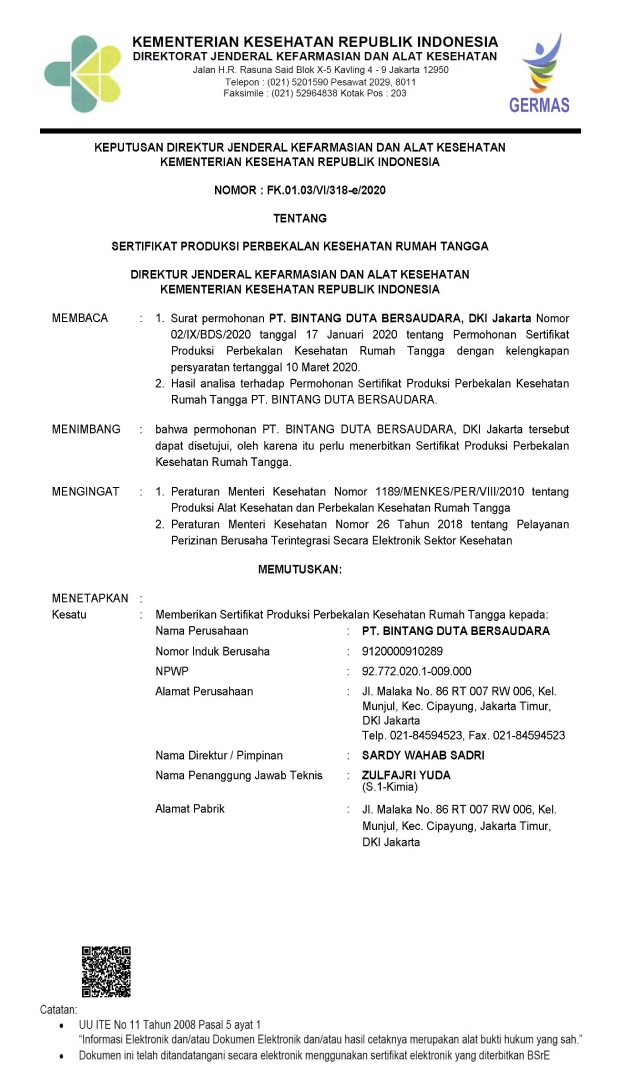 KEMENTERIAN KESEHATAN REPUBLIK INDONESIA
DIREKTORAT JENDERAL KEFARMASIAN DAN ALAT KESEHATAN
Jalan H.R. Rasuna Said Blok X-5 Kavling 4 - 9 Jakarta 12950
Telepon : (021) 5201590 Pesawat 2029, 8011
Faksimile : (021) 52964838 Kotak Pos : 203
GERMAS
KEPUTUSAN DIREKTUR JENDERAL KEFARMASIAN DAN ALAT KESEHATAN
KEMENTERIAN KESEHATAN REPUBLIK INDONESIA
NOMOR : FK.01.03/VI/318-e/2020
TENTANG
SERTIFIKAT PRODUKSI PERBEKALAN KESEHATAN RUMAH TANGGA
DIREKTUR JENDERAL KEFARMASIAN DAN ALAT KESEHATAN
KEMENTERIAN KESEHATAN REPUBLIK INDONESIA
MEMBACA : 1. Surat permohonan PT. BINTANG DUTA BERSAUDARA, DKI Jakarta Nomor
02/IX/BDS/2020 tanggal 17 Januari 2020 tentang Permohonan Sertifikat
Produksi Perbekalan Kesehatan Rumah Tangga dengan kelengkapan
persyaratan tertanggal 10 Maret 2020.
2. Hasil analisa terhadap Permohonan Sertifikat Produksi Perbekalan Kesehatan
Rumah Tangga PT. BINTANG DUTA BERSAUDARA.
MENIMBANG : bahwa permohonan PT. BINTANG DUTA BERSAUDARA, DKI Jakarta tersebut
dapat disetujui, oleh karena itu perlu menerbitkan Sertifikat Produksi Perbekalan
Kesehatan Rumah Tangga.
MENGINGAT : 1. Peraturan Menteri Kesehatan Nomor 1189/MENKES/PER/VIII/2010 tentang
Produksi Alat Kesehatan dan Perbekalan Kesehatan Rumah Tangga
2. Peraturan Menteri Kesehatan Nomor 26 Tahun 2018 tentang Pelayanan
Perizinan Berusaha Terintegrasi Secara Elektronik Sektor Kesehatan
MEMUTUSKAN:
MENETAPKAN :
Kesatu : Memberikan Sertifikat Produksi Perbekalan Kesehatan Rumah Tangga kepada:
Nama Perusahaan : PT. BINTANG DUTA BERSAUDARA
Nomor Induk Berusaha : 9120000910289
NPWP : 92.772.020.1-009.000
Alamat Perusahaan : Jl. Malaka No. 86 RT 007 RW 006, Kel.
Munjul, Kec. Cipayung, Jakarta Timur,
DKI Jakarta
Telp. 021-84594523, Fax. 021-84594523
Nama Direktur / Pimpinan : SARDY WAHAB SADRI
Nama Penanggung Jawab Teknis : ZULFAJRI YUDA
(S.1-Kimia)
Alamat Pabrik : Jl. Malaka No. 86 RT 007 RW 006, Kel.
Munjul, Kec. Cipayung, Jakarta Timur,
DKI Jakarta
Catatan:
• UU ITE No 11 Tahun 2008 Pasal 5 ayat 1
“Informasi Elektronik dan/atau Dokumen Elektronik dan/atau hasil cetaknya merupakan alat bukti hukum yang sah.”
• Dokumen ini telah ditandatangani secara elektronik menggunakan sertifikat elektronik yang diterbitkan BSrE